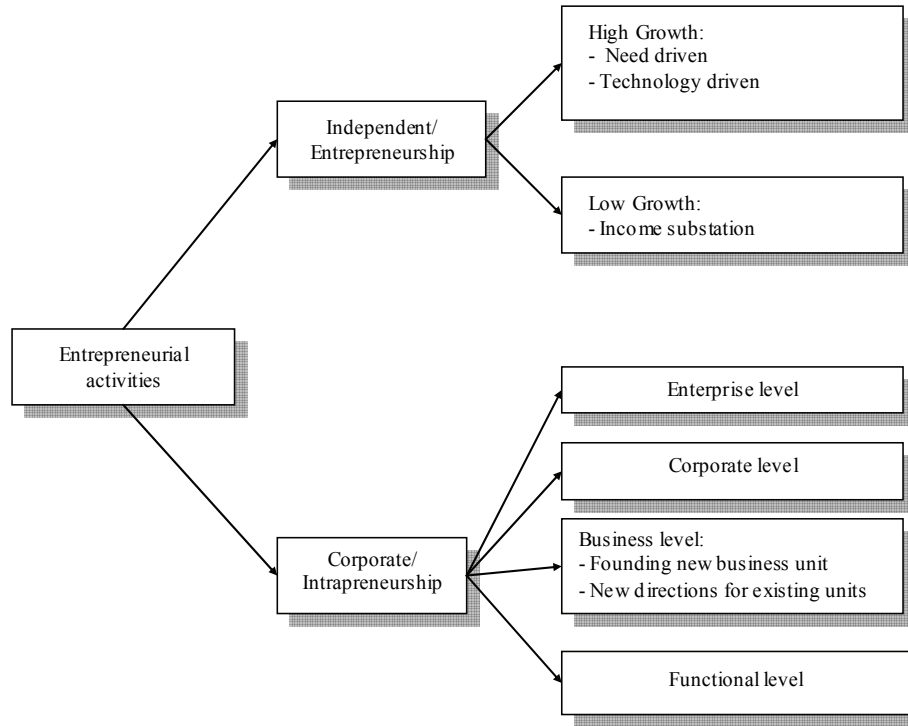 High Growth:
- Need driven
- Technology driven
Independent/
Entrepreneurship
Low Growth:
- Income substation
Entrepreneurial
activities
Enterprise level
Corporate level
Corporate/
Intrapreneurship
Business level:
- Founding new business unit
- New directions for existing units
Functional level